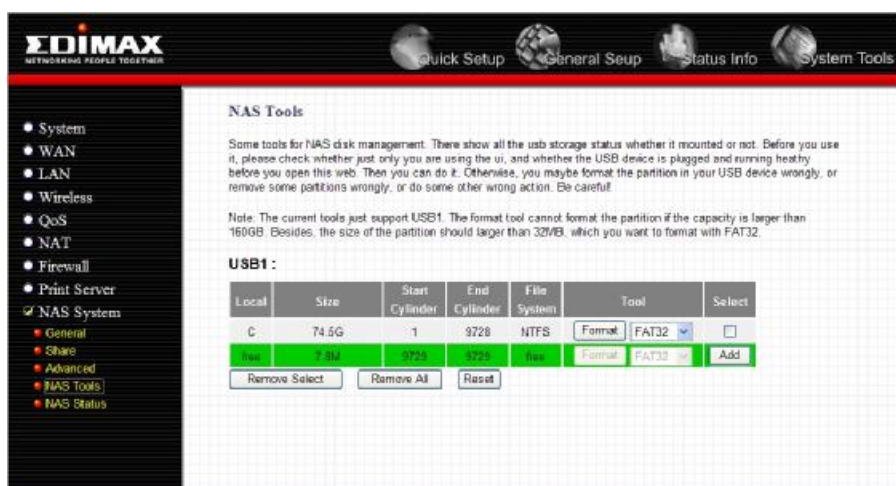 EDIMAX
NETWORKING PEOPLE TOGETHER
Quick Setup
General Seup
Status Info
System Tools
System
WAN
LAN
Wireless
QoS
NAT
Firewall
Print Server
NAS System
General
Share
Advanced
NAS Tools
NAS Status
NAS Tools
Some tools for NAS disk management. There show all the usb storage status whether it mounted or not. Before you use
it, please check whether just only you are using the ui, and whether the USB device is plugged and running heathy
before you open this web. Then you can do it. Otherwise, you maybe format the partition in your USB device wrongly, or
remove some partitions wrongly, or do some other wrong action. Be careful!
Note: The current tools just support USB1. The format tool cannot format the partition if the capacity is larger than
160GB. Besides, the size of the partition should larger than 32MB, which you want to format with FAT32.
USB1 :
Local Size Start Cylinder End Cylinder File System Tool Select
C 74.5G 1 9728 NTFS Format FAT32
free 7.8M 9729 9729 free Format FAT32 Add
Remove Select Remove All Reset